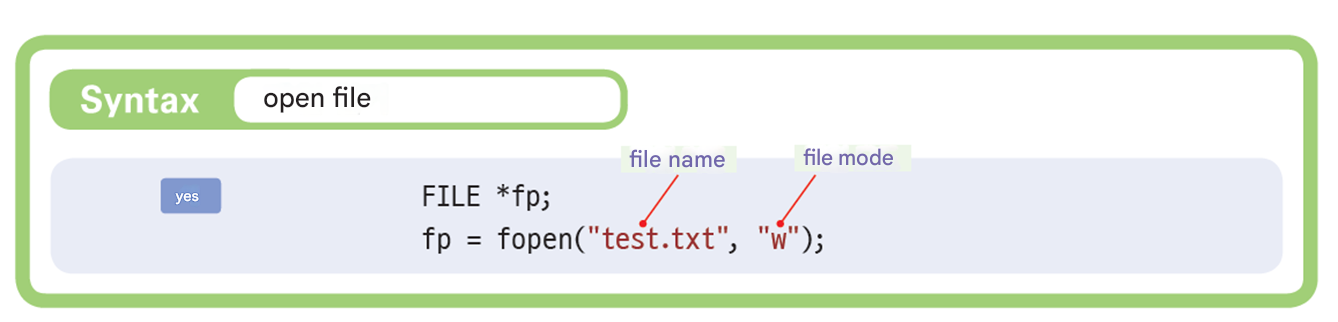 Syntax
open file
file name
file mode
yes
FILE *fp;
fp = fopen("test.txt", "w");